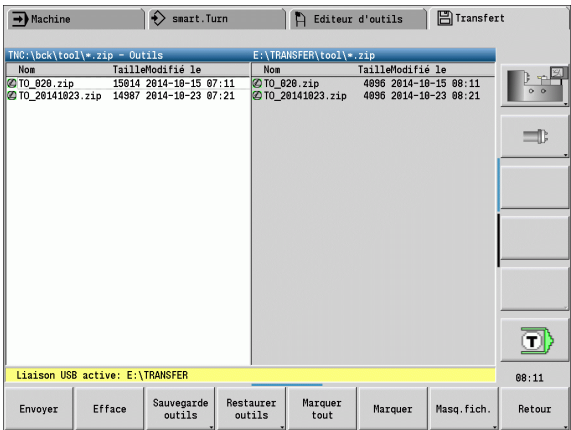 Machine
smart.Turn
Editeur d'outils
Transfert
TNC:\bck\tool\*.zip - Outils
E:\TRANSFER\tool\*.zip
Nom TailleModifié le
Nom TailleModifié le
TO_020.zip 15014 2014-10-15 07:11
TO_020.zip 4096 2014-10-15 08:11
TO_20141023.zip 14987 2014-10-23 07:21
TO_20141023.zip 4096 2014-10-23 08:21
T
Liaison USB active: E:\TRANSFER
08:11
Envoyer
Efface
Sauvegarde
outils
Restaurer
outils
Marquer
tout
Marquer
Masq.fich.
Retour